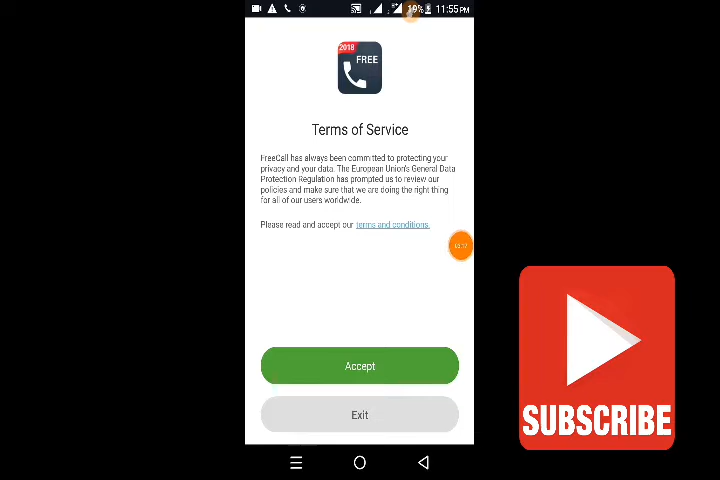 19% 11:55 PM
2018
FREE
Terms of Service
FreeCall has always been committed to protecting your
privacy and your data. The European Union's General Data
Protection Regulation has prompted us to review our
policies and make sure that we are doing the right thing
for all of our users worldwide.
Please read and accept our terms and conditions.
Accept
Exit
SUBSCRIBE